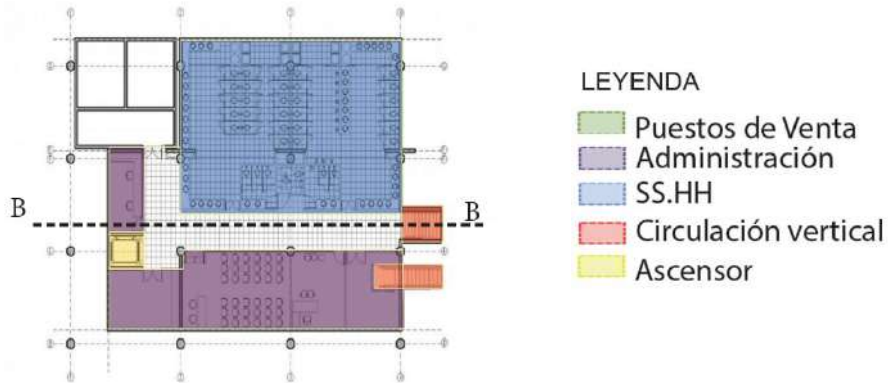 LEYENDA
Puestos de Venta
Administración
SS.HH
Circulación vertical
Ascensor
B
B